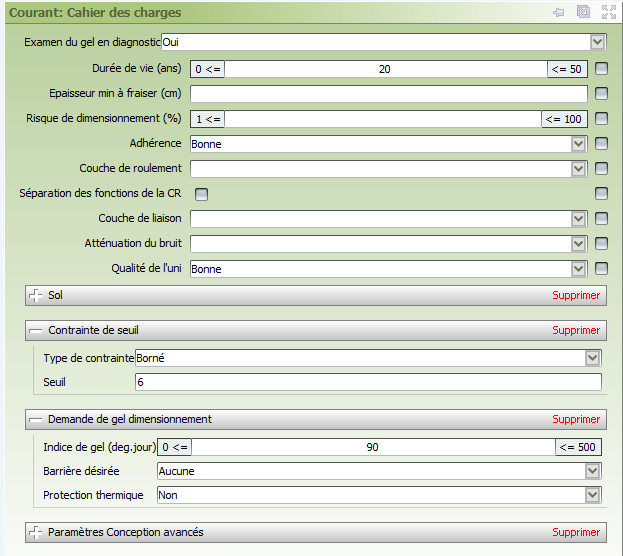 Courant: Cahier des charges
Examen du gel en diagnostic Oui
Durée de vie (ans) 0 <= 20 <= 50
Epaisseur min à fraiser (cm)
Risque de dimensionnement (%) 1 <= <= 100
Adhérence Bonne
Couche de roulement
Séparation des fonctions de la CR
Couche de liaison
Atténuation du bruit
Qualité de l'uni Bonne
Sol Supprimer
Contrainte de seuil Supprimer
Type de contrainte Borné
Seuil 6
Demande de gel dimensionnement Supprimer
Indice de gel (deg.jour) 0 <= 90 <= 500
Barrière désirée Aucune
Protection thermique Non
Paramètres Conception avancés Supprimer